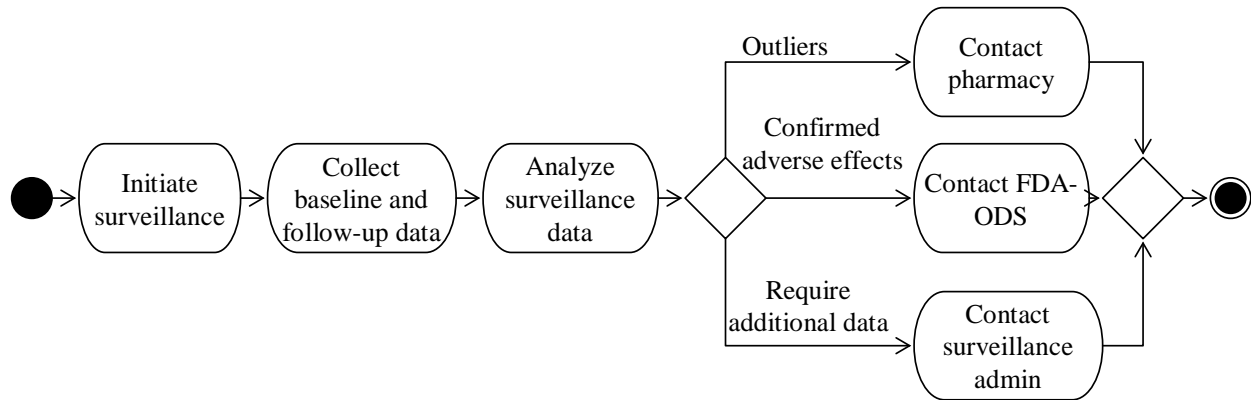 Initiate
surveillance
Collect
baseline and
follow-up data
Analyze
surveillance
data
Outliers
Contact
pharmacy
Confirmed
adverse effects
Contact FDA-
ODS
Require
additional data
Contact
surveillance
admin